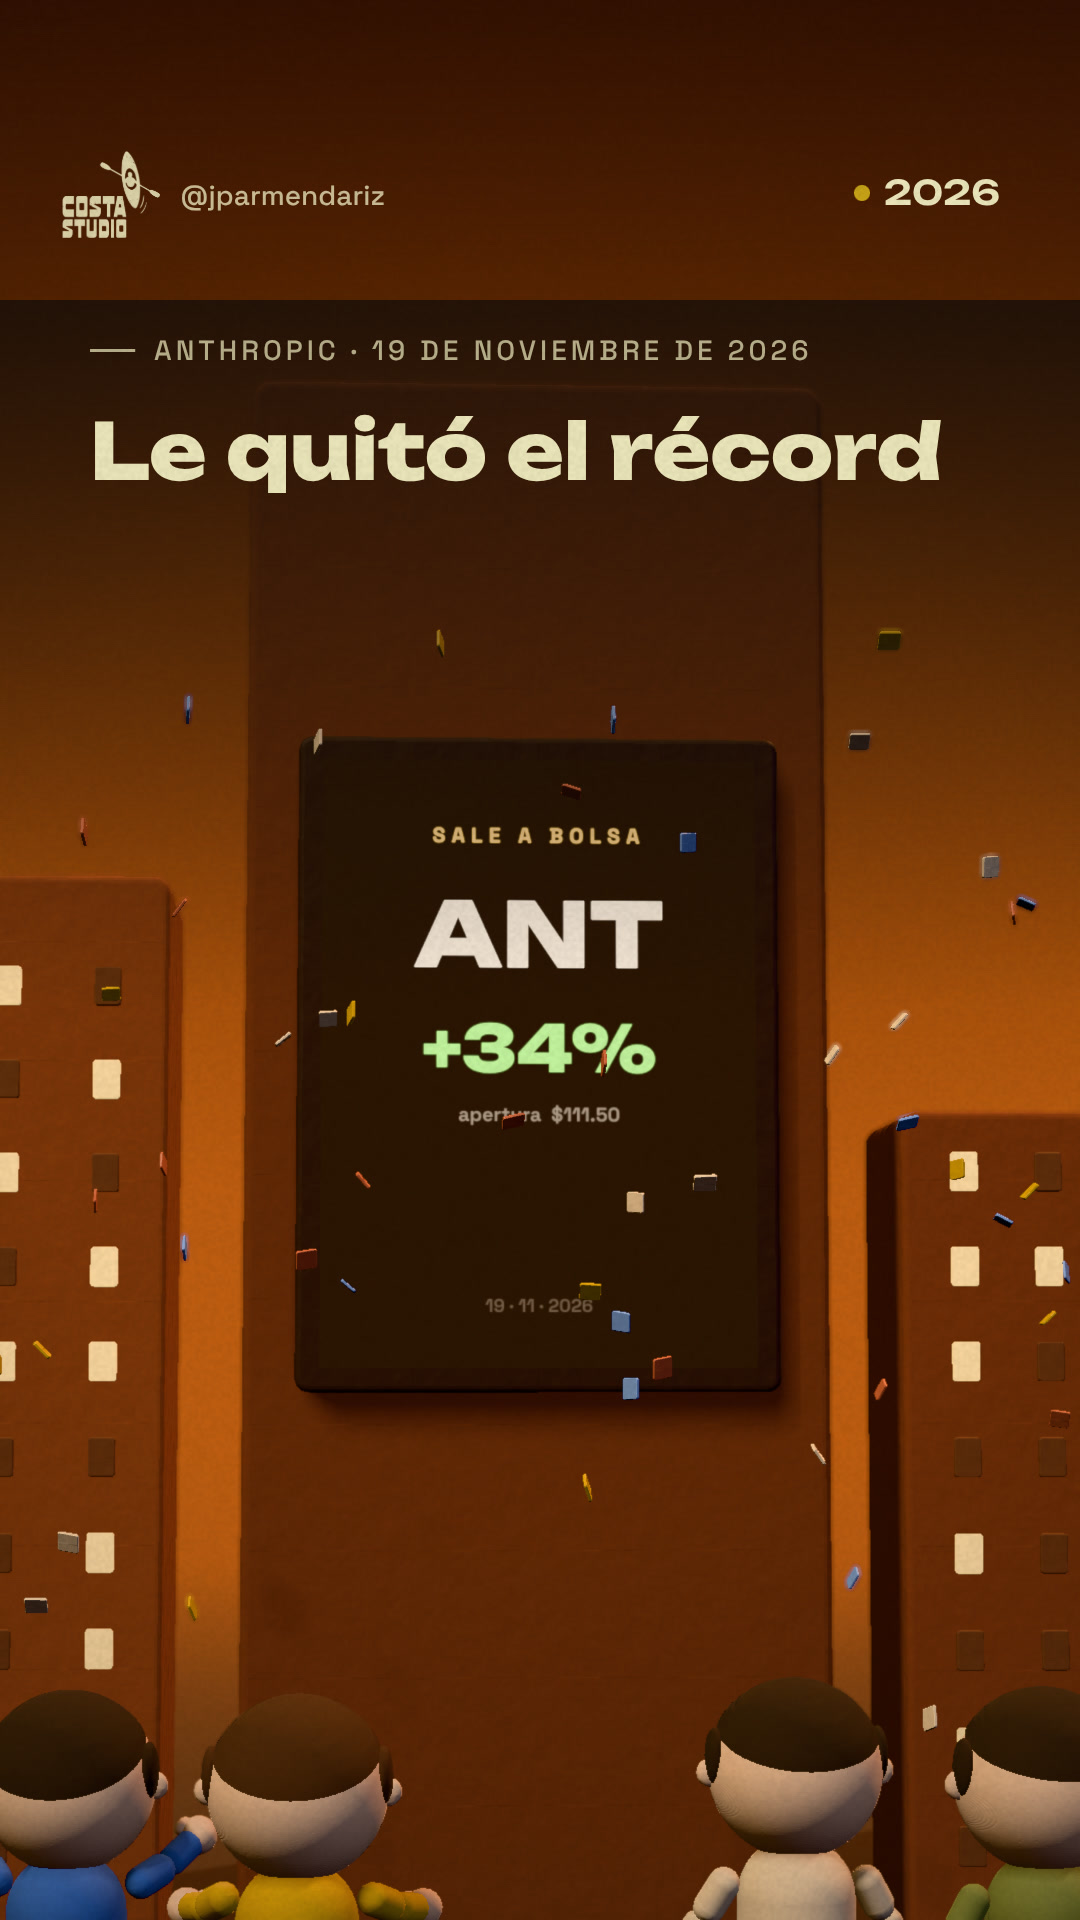 COSTA
STUDIO
@jparmendariz
2026
ANTHROPIC · 19 DE NOVIEMBRE DE 2026
Le quitó el récord
SALE A BOLSA
ANT
+34%
apertura $111.50
19 · 11 · 2026